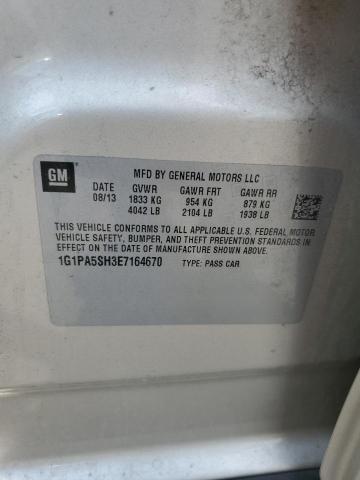 GM
MFD BY GENERAL MOTORS LLC
DATE GVWR GAWR FRT GAWR RR
08/13 1833 KG 954 KG 879 KG
4042 LB 2104 LB 1938 LB
THIS VEHICLE CONFORMS TO ALL APPLICABLE U.S. FEDERAL MOTOR
VEHICLE SAFETY, BUMPER, AND THEFT PREVENTION STANDARDS IN
EFFECT ON THE DATE OF MANUFACTURE SHOWN ABOVE.
1G1PA5SH3E7164670 TYPE: PASS CAR